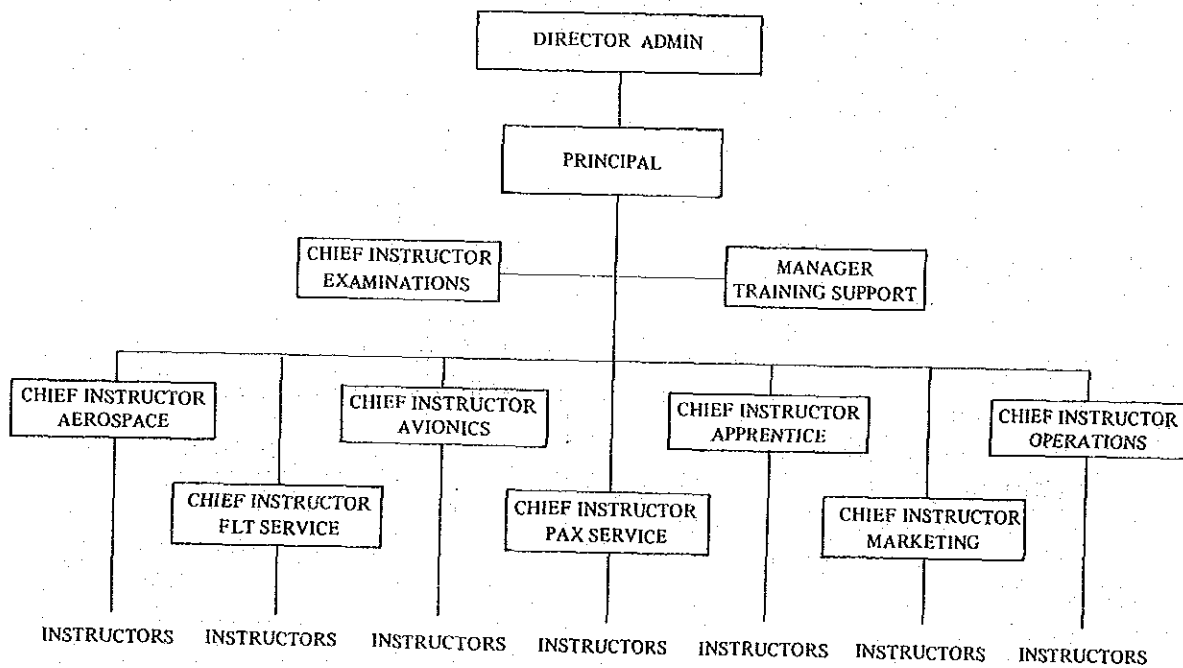 DIRECTOR ADMIN
PRINCIPAL
CHIEF INSTRUCTOR
EXAMINATIONS
MANAGER
TRAINING SUPPORT
CHIEF INSTRUCTOR
AEROSPACE
CHIEF INSTRUCTOR
AVIONICS
CHIEF INSTRUCTOR
APPRENTICE
CHIEF INSTRUCTOR
OPERATIONS
CHIEF INSTRUCTOR
FLT SERVICE
CHIEF INSTRUCTOR
PAX SERVICE
CHIEF INSTRUCTOR
MARKETING
INSTRUCTORS INSTRUCTORS INSTRUCTORS INSTRUCTORS INSTRUCTORS INSTRUCTORS INSTRUCTORS